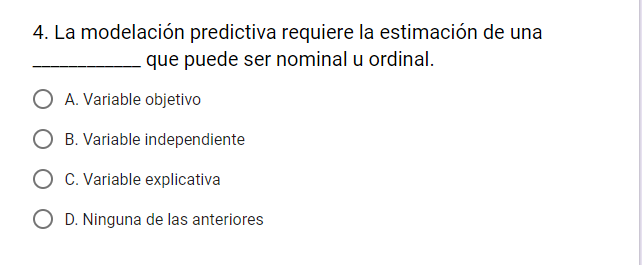 4. La modelación predictiva requiere la estimación de una
____________ que puede ser nominal u ordinal.
A. Variable objetivo
B. Variable independiente
C. Variable explicativa
D. Ninguna de las anteriores